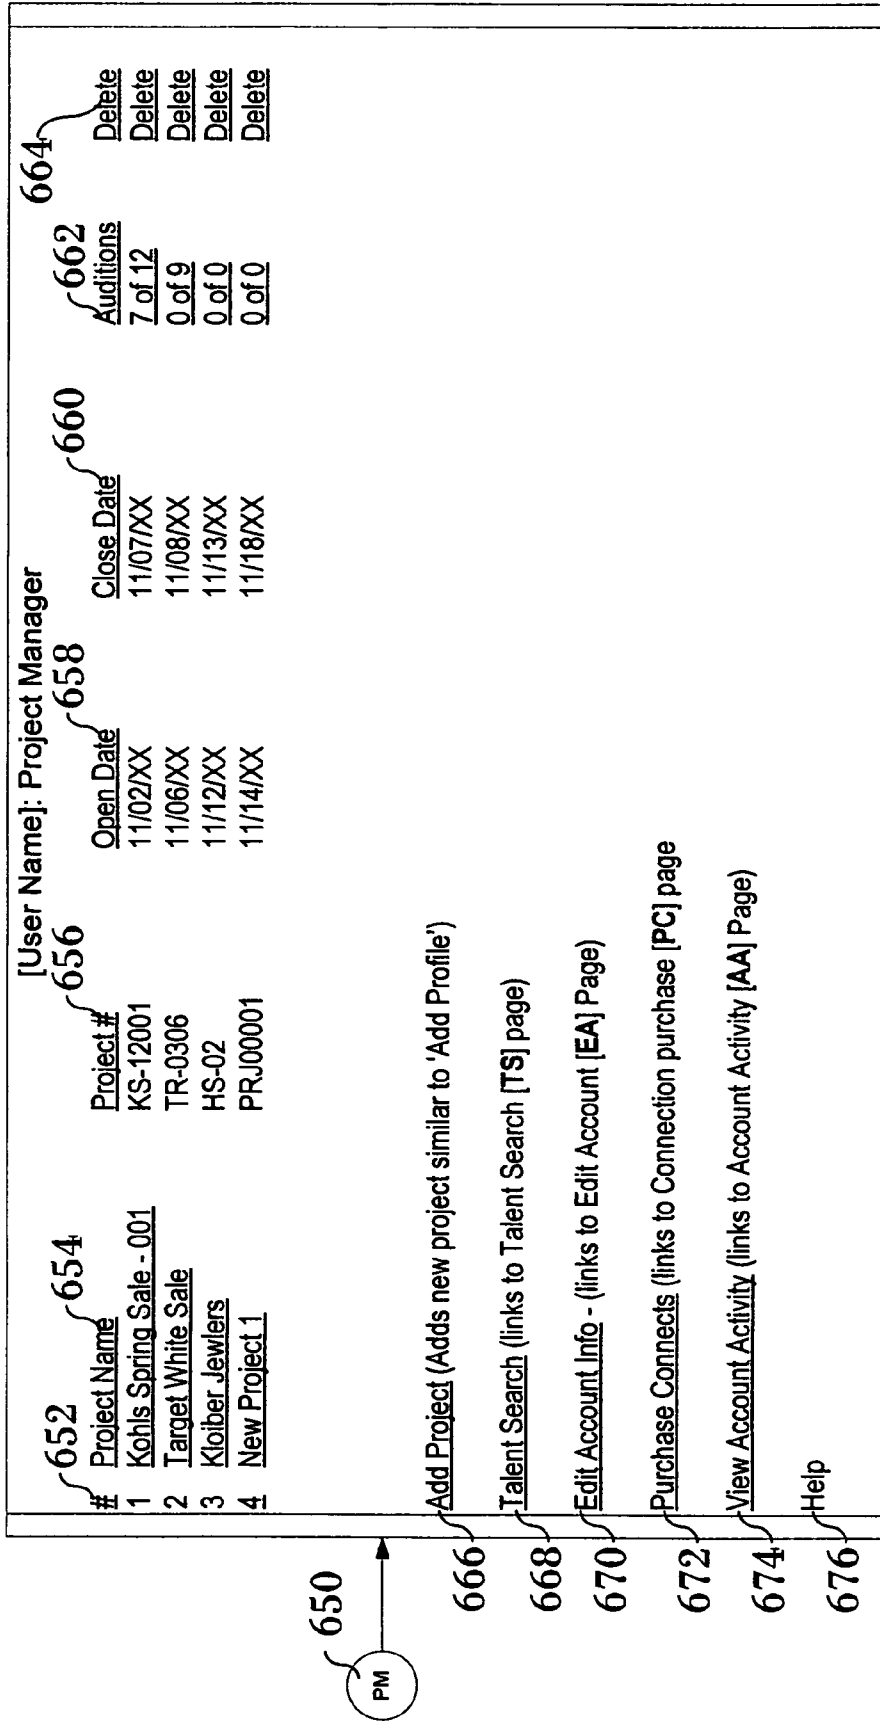 [User Name]: Project Manager
652 654 656 658 660 662 664
# Project Name Project # Open Date Close Date Auditions Delete
1 Kohls Spring Sale - 001 KS-12001 11/02/XX 11/07/XX 7 of 12 Delete
2 Target White Sale TR-0306 11/06/XX 11/08/XX 0 of 9 Delete
3 Kloiber Jewlers HS-02 11/12/XX 11/13/XX 0 of 0 Delete
4 New Project 1 PRJ00001 11/14/XX 11/18/XX 0 of 0 Delete
650
PM
666 Add Project (Adds new project similar to 'Add Profile')
668 Talent Search (links to Talent Search [TS] page)
670 Edit Account Info - (links to Edit Account [EA] Page)
672 Purchase Connects (links to Connection purchase [PC] page
674 View Account Activity (links to Account Activity [AA] Page)
676 Help